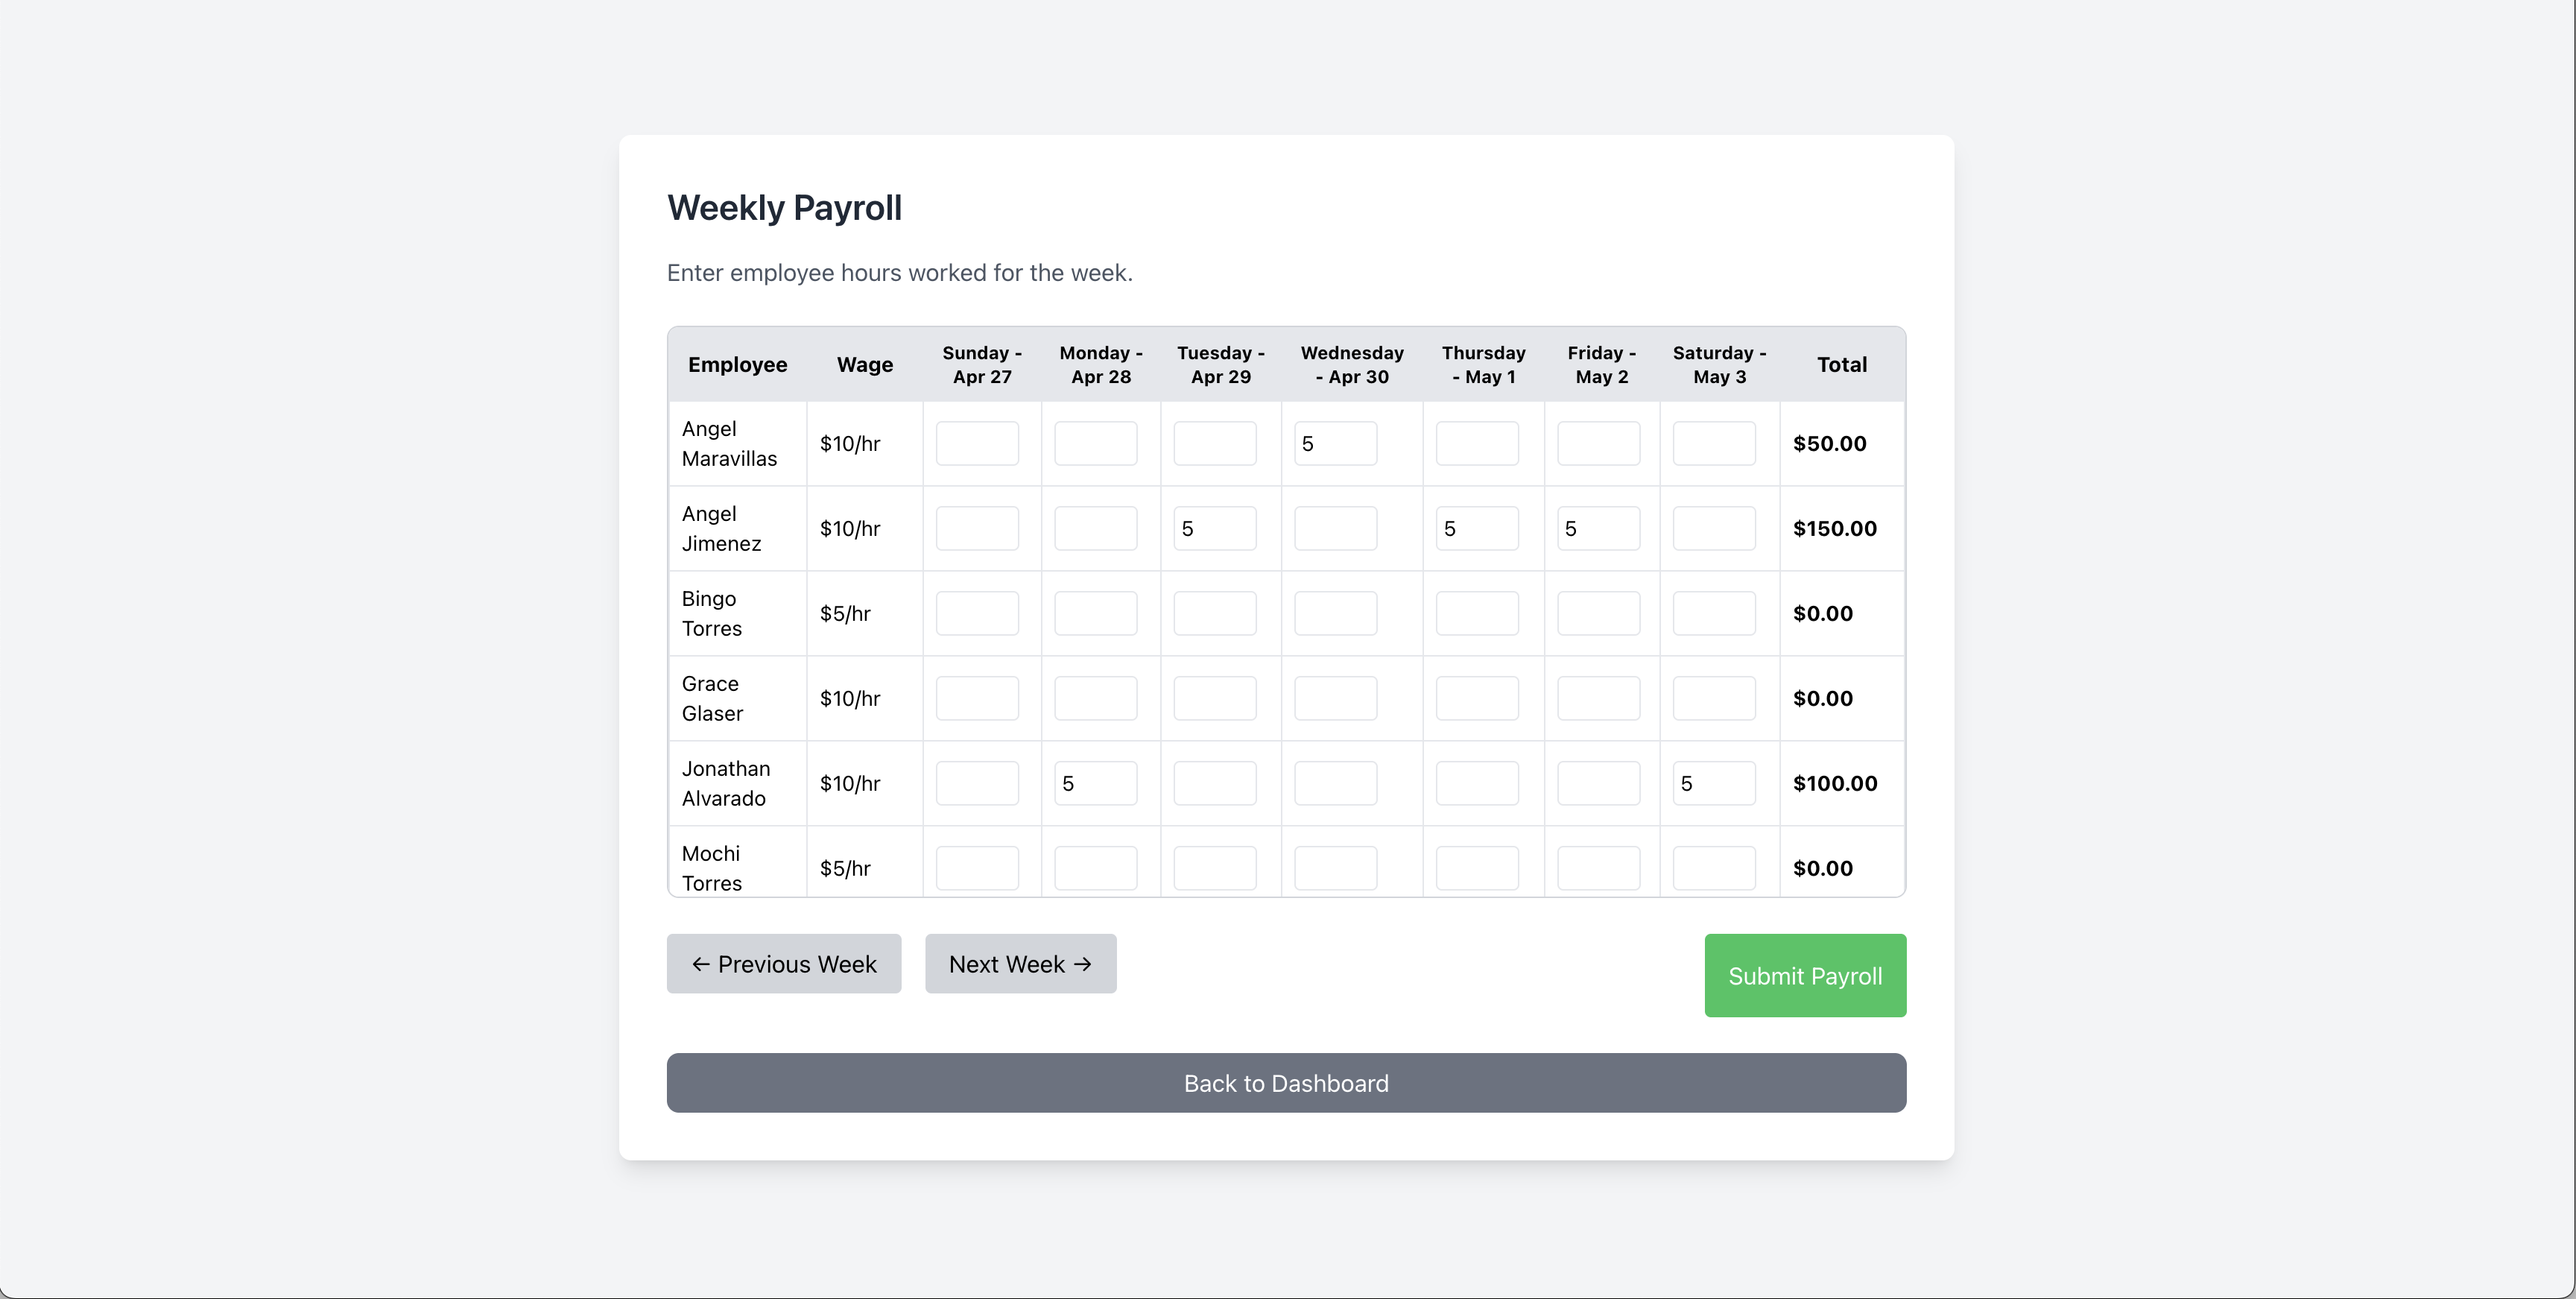 Weekly Payroll
Enter employee hours worked for the week.
Employee Wage Sunday - Apr 27 Monday - Apr 28 Tuesday - Apr 29 Wednesday - Apr 30 Thursday - May 1 Friday - May 2 Saturday - May 3 Total
Angel Maravillas $10/hr 5 $50.00
Angel Jimenez $10/hr 5 5 5 $150.00
Bingo Torres $5/hr $0.00
Grace Glaser $10/hr $0.00
Jonathan Alvarado $10/hr 5 5 $100.00
Mochi Torres $5/hr $0.00
← Previous Week Next Week → Submit Payroll
Back to Dashboard